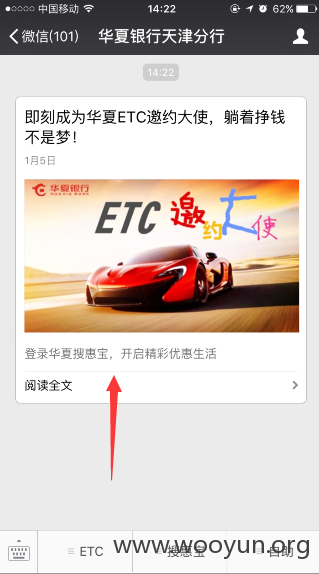 中国移动 14:22 62%
微信(101) 华夏银行天津分行
14:22
即刻成为华夏ETC邀约大使，躺着挣钱
不是梦！
1月5日
华夏银行
HUAXIA BANK
ETC 邀约大使
登录华夏搜惠宝，开启精彩优惠生活
阅读全文
ETC 搜惠宝 自助
www.wooyun.org